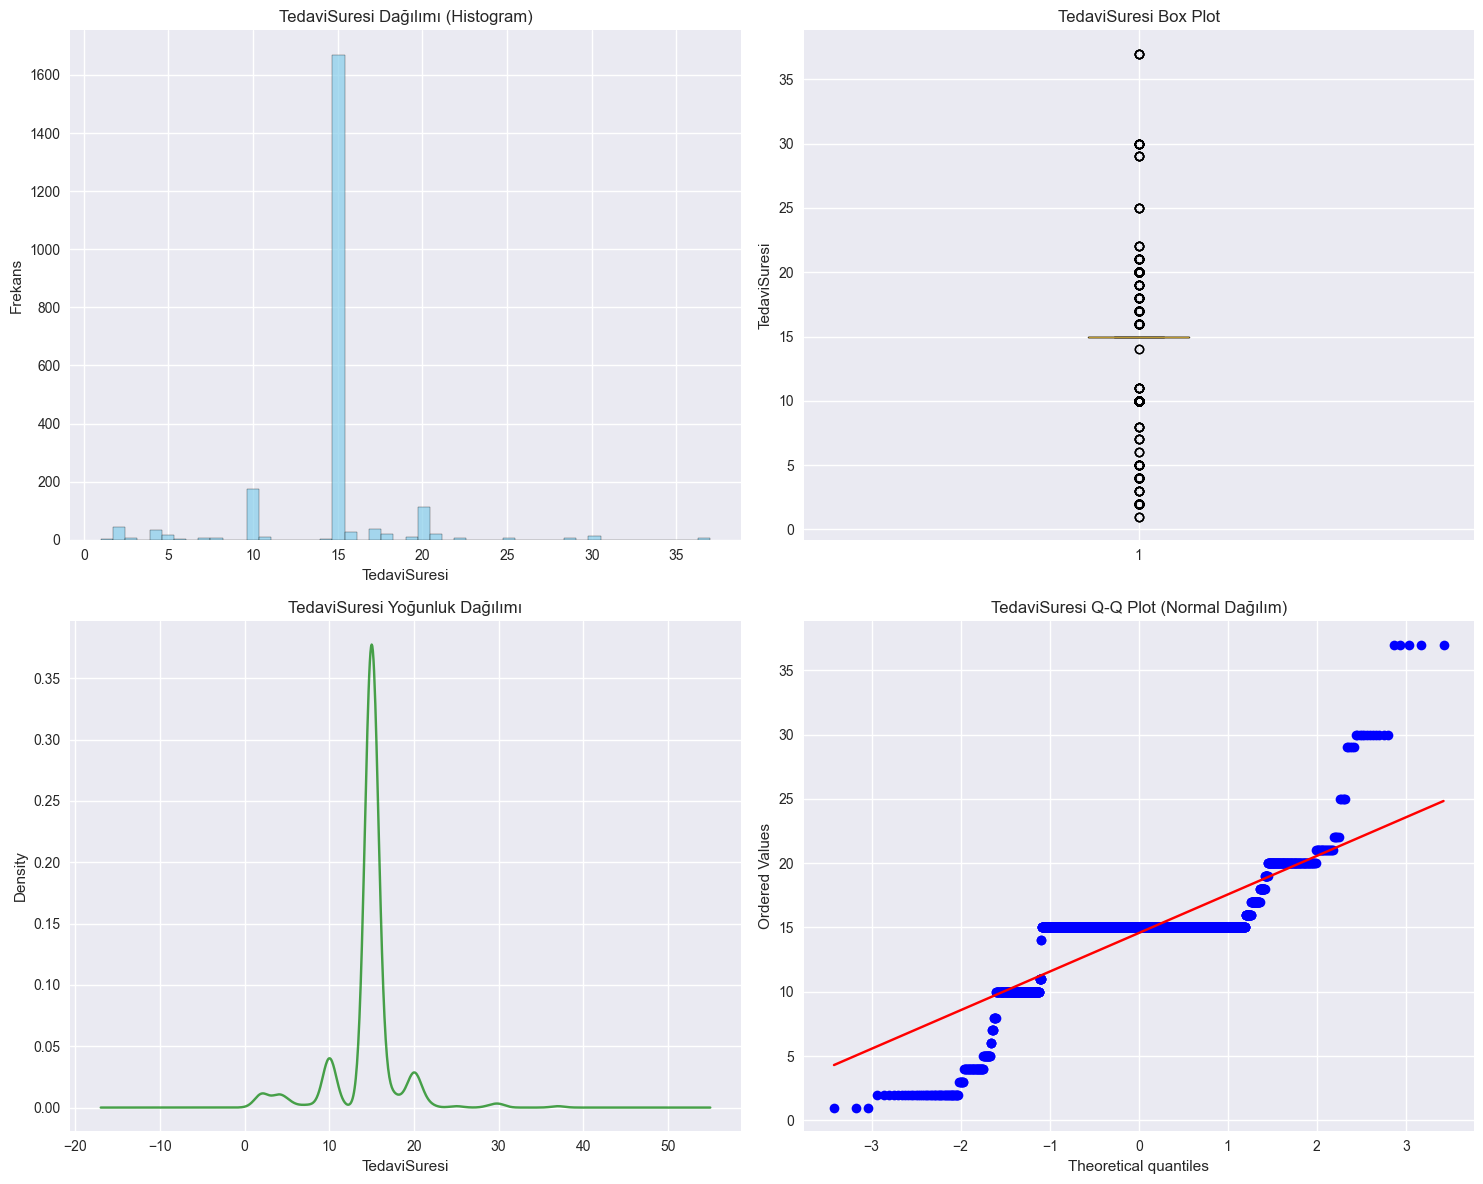 TedaviSuresi Dağılımı (Histogram)
Frekans
1600
1400
1200
1000
800
600
400
200
0
0 5 10 15 20 25 30 35
TedaviSuresi
TedaviSuresi Box Plot
TedaviSuresi
35
30
25
20
15
10
5
0
1
TedaviSuresi Yoğunluk Dağılımı
Density
0.35
0.30
0.25
0.20
0.15
0.10
0.05
0.00
−20 −10 0 10 20 30 40 50
TedaviSuresi
TedaviSuresi Q-Q Plot (Normal Dağılım)
Ordered Values
35
30
25
20
15
10
5
0
−3 −2 −1 0 1 2 3
Theoretical quantiles